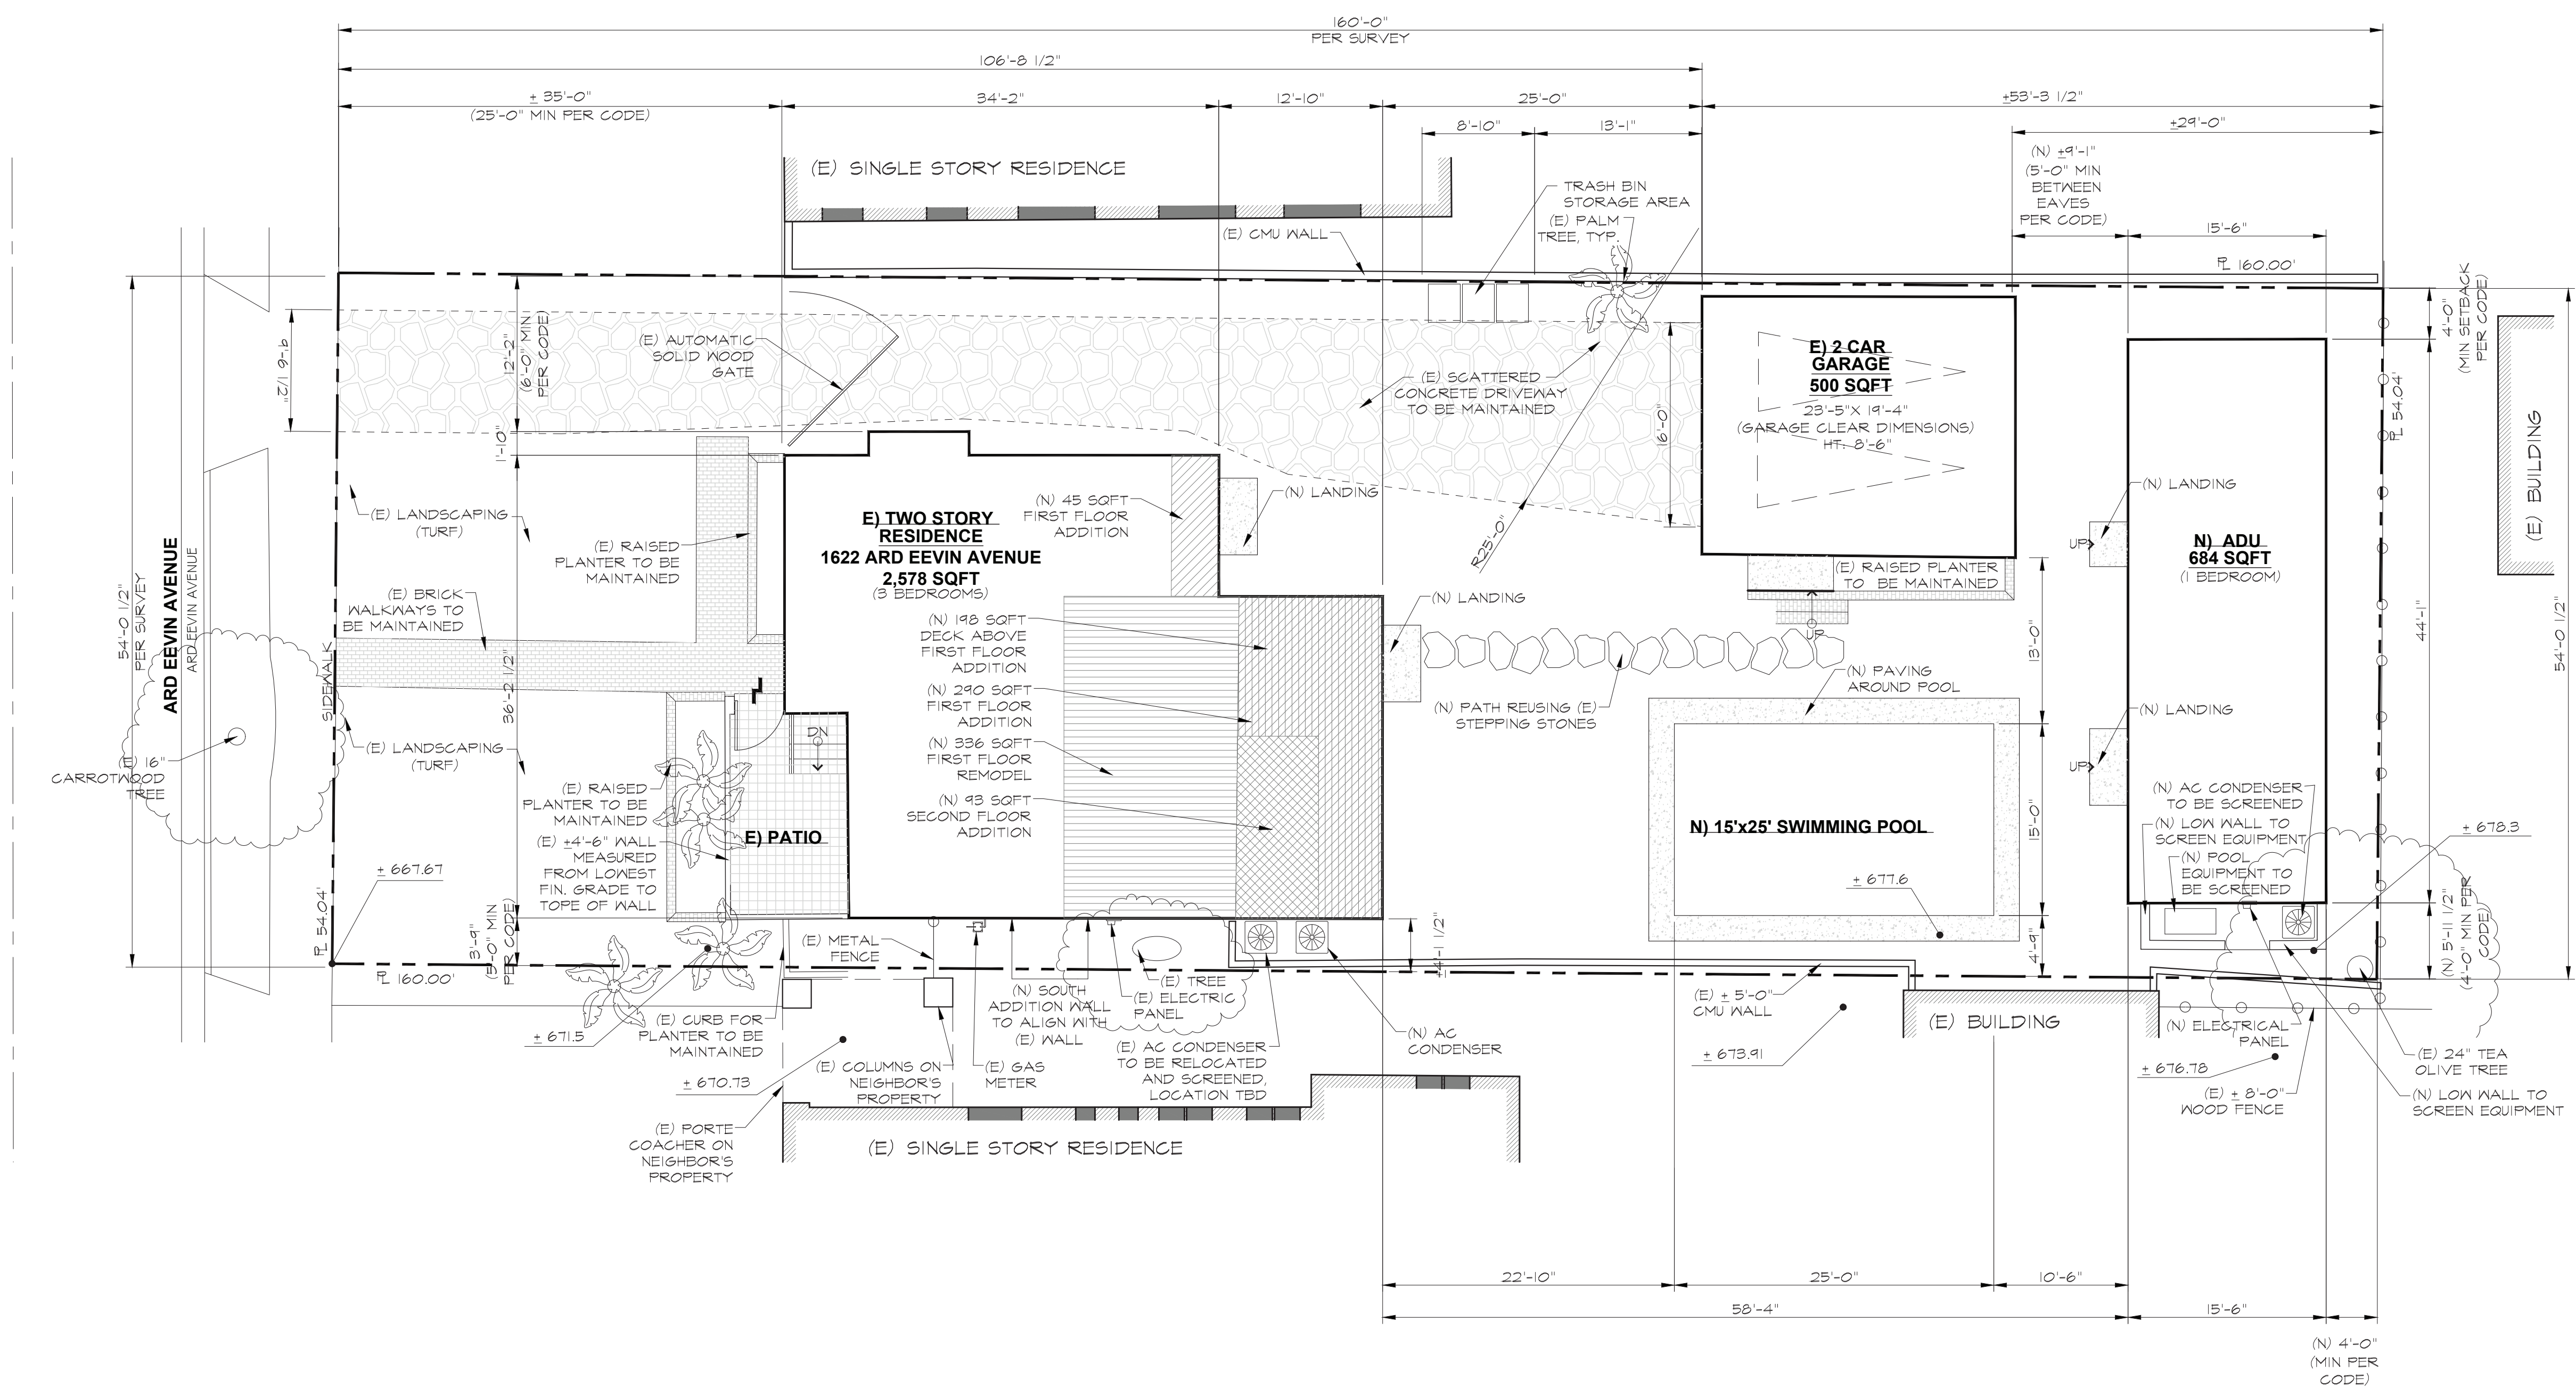 160'-0"
PER SURVEY
106'-8 1/2"
± 35'-0"
(25'-0" MIN PER CODE)
34'-2"
12'-10"
25'-0"
±53'-3 1/2"
8'-10"
13'-1"
±29'-0"
(N) ±9'-1"
(5'-0" MIN
BETWEEN
EAVES
PER CODE)
15'-6"
(E) SINGLE STORY RESIDENCE
TRASH BIN
STORAGE AREA
(E) PALM
TREE, TYP.
(E) CMU WALL
PL 160.00'
4'-0"
(MIN SETBACK
PER CODE)
PL 54.04'
(E) BUILDING
9'-6 1/2"
12'-2"
(6'-0" MIN
PER CODE)
1'-10"
(E) AUTOMATIC
SOLID WOOD
GATE
(E) SCATTERED
CONCRETE DRIVEWAY
TO BE MAINTAINED
16'-0"
R25'-0"
E) 2 CAR
GARAGE
500 SQFT
23'-5"X 19'-4"
(GARAGE CLEAR DIMENSIONS)
HT. 8'-6"
(N) LANDING
UP
N) ADU
684 SQFT
(1 BEDROOM)
44'-1"
54'-0 1/2"
54'-0 1/2"
PER SURVEY
ARD EEVIN AVENUE
ARD EEVIN AVENUE
SIDEWALK
(E) LANDSCAPING
(TURF)
(E) RAISED
PLANTER TO BE
MAINTAINED
(E) BRICK
WALKWAYS TO
BE MAINTAINED
36'-2 1/2"
(E) LANDSCAPING
(TURF)
(E) 16"
CARROTWOOD
TREE
E) TWO STORY
RESIDENCE
1622 ARD EEVIN AVENUE
2,578 SQFT
(3 BEDROOMS)
(N) 45 SQFT
FIRST FLOOR
ADDITION
(N) LANDING
(N) 198 SQFT
DECK ABOVE
FIRST FLOOR
ADDITION
(N) 290 SQFT
FIRST FLOOR
ADDITION
(N) 336 SQFT
FIRST FLOOR
REMODEL
(N) 93 SQFT
SECOND FLOOR
ADDITION
(N) LANDING
(N) PATH REUSING (E)
STEPPING STONES
(E) RAISED PLANTER
TO BE MAINTAINED
UP
(N) PAVING
AROUND POOL
13'-0"
15'-0"
4'-9"
N) 15'x25' SWIMMING POOL
± 677.6
(N) LANDING
UP
(N) AC CONDENSER
TO BE SCREENED
(N) LOW WALL TO
SCREEN EQUIPMENT
(N) POOL
EQUIPMENT TO
BE SCREENED
± 678.3
(N) 5'-11 1/2"
(4'-0" MIN PER
CODE)
DN
E) PATIO
(E) RAISED
PLANTER TO BE
MAINTAINED
(E) ±4'-6" WALL
MEASURED
FROM LOWEST
FIN. GRADE TO
TOPE OF WALL
± 667.67
PL 54.04'
PL 160.00'
3'-9"
(5'-0" MIN
PER CODE)
(E) METAL
FENCE
± 671.5
(E) CURB FOR
PLANTER TO BE
MAINTAINED
± 670.73
(E) COLUMNS ON
NEIGHBOR'S
PROPERTY
(E) PORTE
COACHER ON
NEIGHBOR'S
PROPERTY
(E) GAS
METER
(N) SOUTH
ADDITION WALL
TO ALIGN WITH
(E) WALL
(E) TREE
(E) ELECTRIC
PANEL
(E) AC CONDENSER
TO BE RELOCATED
AND SCREENED,
LOCATION TBD
±4'-1 1/2"
(N) AC
CONDENSER
(E) SINGLE STORY RESIDENCE
(E) ± 5'-0"
CMU WALL
± 673.91
(E) BUILDING
(N) ELECTRICAL
PANEL
± 676.78
(E) ± 8'-0"
WOOD FENCE
(E) 24" TEA
OLIVE TREE
(N) LOW WALL TO
SCREEN EQUIPMENT
22'-10"
25'-0"
10'-6"
58'-4"
15'-6"
(N) 4'-0"
(MIN PER
CODE)